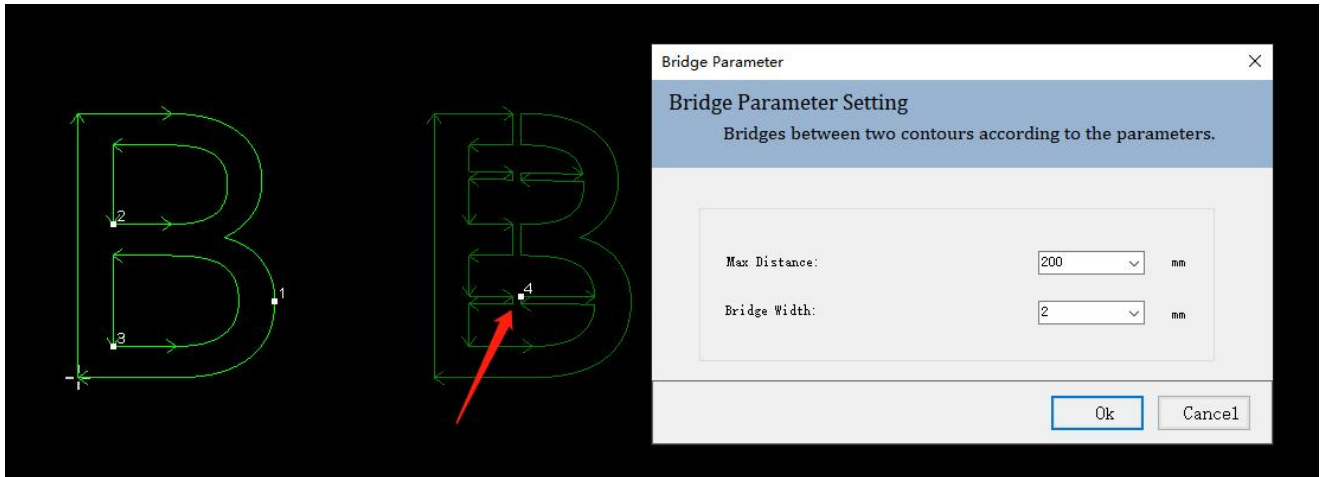 Bridge Parameter
Bridge Parameter Setting
Bridges between two contours according to the parameters.
Max Distance: 200 mm
Bridge Width: 2 mm
Ok Cancel
2
1
3
4